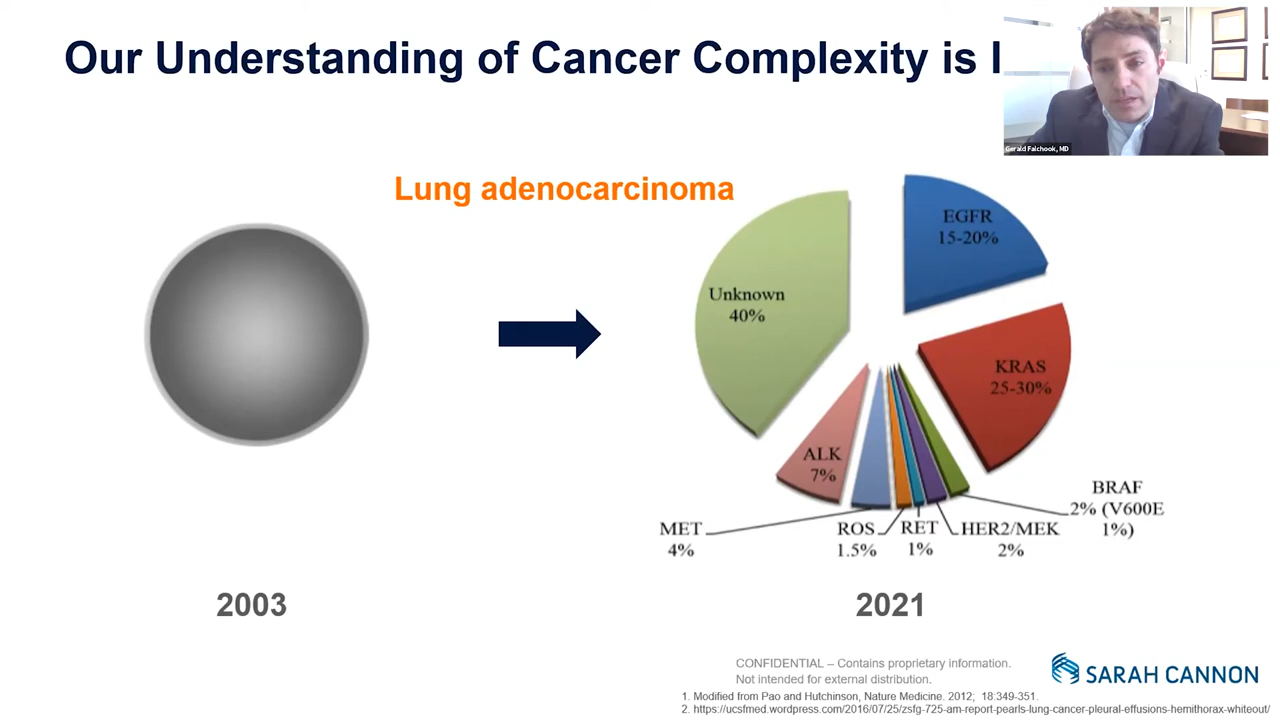 Our Understanding of Cancer Complexity is
Gerald Falchook, MD
Lung adenocarcinoma
EGFR
15-20%
Unknown
40%
KRAS
25-30%
ALK
7%
BRAF
2% (V600E
1%)
MET
4%
ROS
1.5%
RET
1%
HER2/MEK
2%
2003
2021
CONFIDENTIAL – Contains proprietary information.
Not intended for external distribution.
SARAH CANNON
1. Modified from Pao and Hutchinson, Nature Medicine. 2012; 18:349-351.
2. https://ucsfmed.wordpress.com/2016/07/25/zsfg-725-am-report-pearls-lung-cancer-pleural-effusions-hemithorax-whiteout/